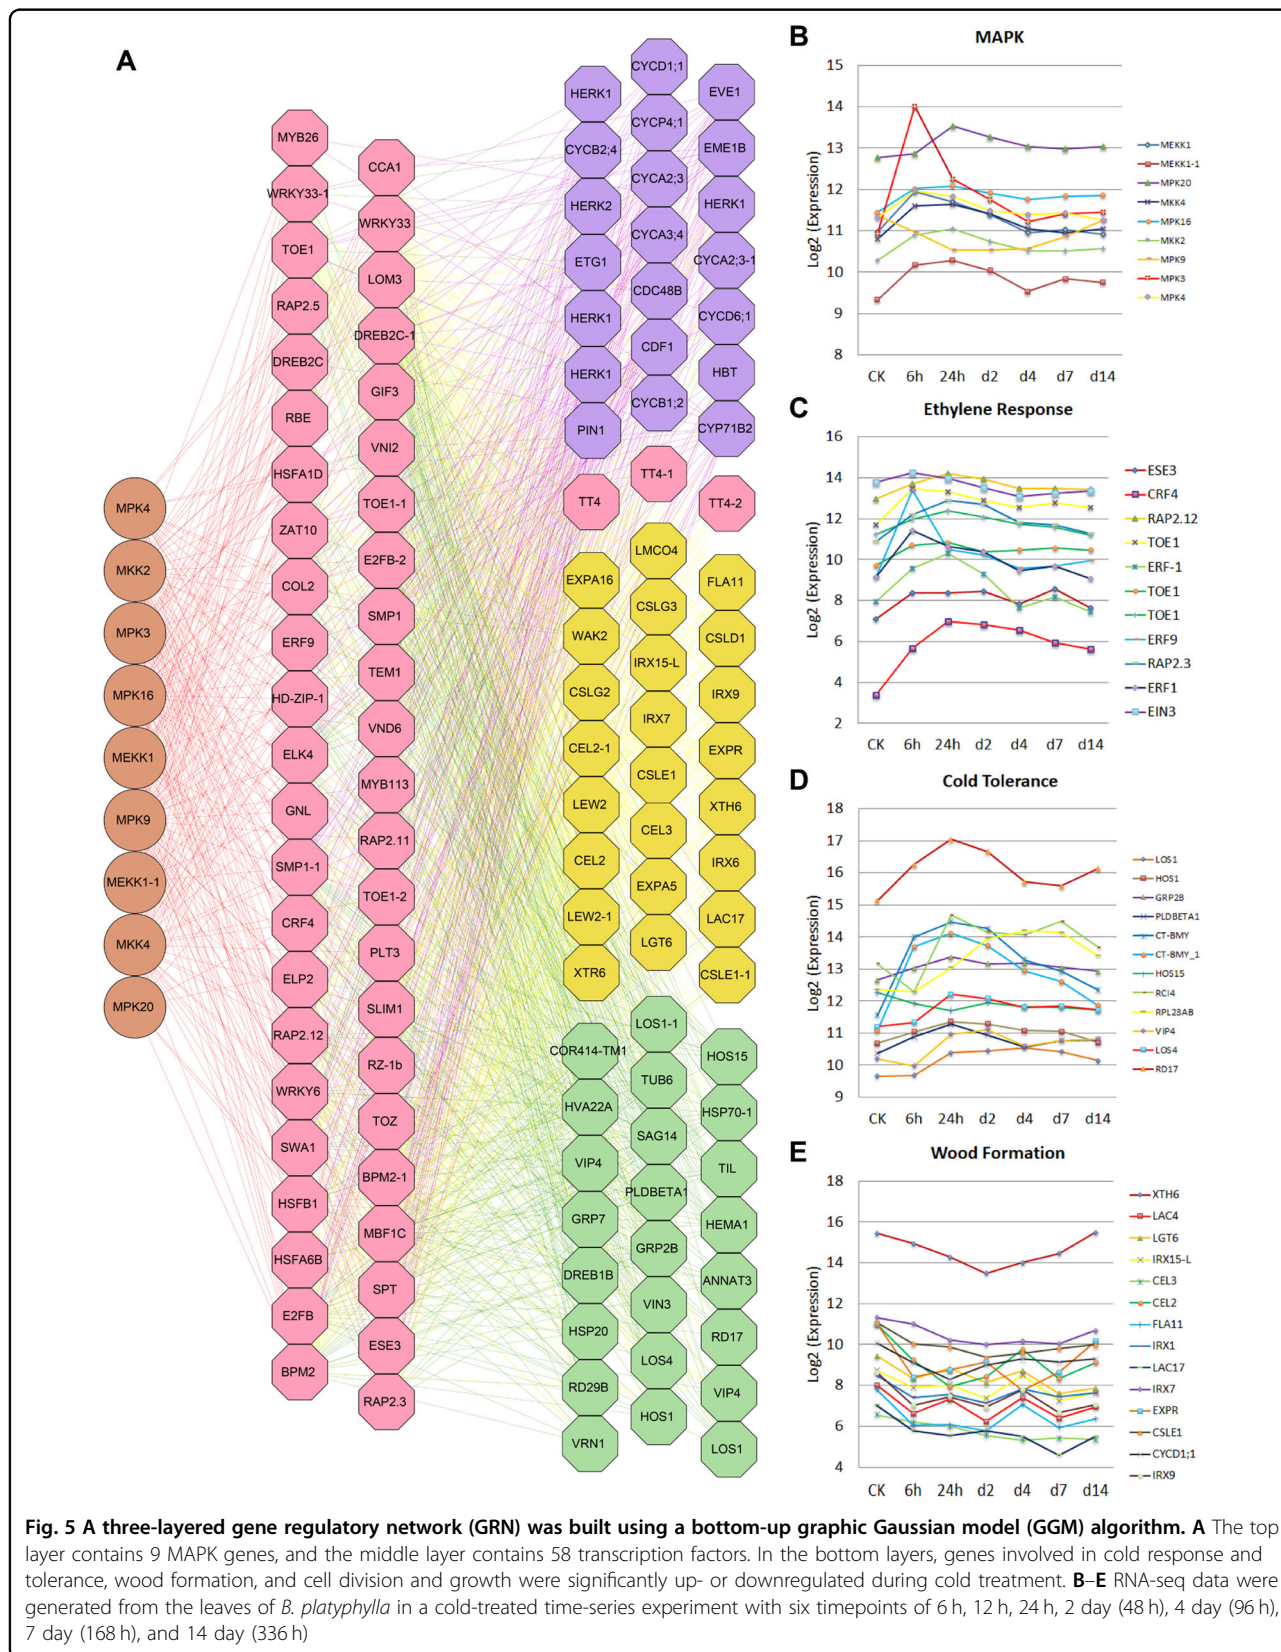 A
MPK4
MKK2
MPK3
MPK16
MEKK1
MPK9
MEKK1-1
MKK4
MPK20
MYB26
WRKY33-1
TOE1
RAP2.5
DREB2C
RBE
HSFA1D
ZAT10
COL2
ERF9
HD-ZIP-1
ELK4
GNL
SMP1-1
CRF4
ELP2
RAP2.12
WRKY6
SWA1
HSFB1
HSFA6B
E2FB
BPM2
CCA1
WRKY33
LOM3
DREB2C-1
GIF3
VNI2
TOE1-1
E2FB-2
SMP1
TEM1
VND6
MYB113
RAP2.11
TOE1-2
PLT3
SLIM1
RZ-1b
TOZ
BPM2-1
MBF1C
SPT
ESE3
RAP2.3
HERK1
CYCB2;4
HERK2
ETG1
HERK1
HERK1
PIN1
TT4
CYCD1;1
CYCP4;1
CYCA2;3
CYCA3;4
CDC48B
CDF1
CYCB1;2
TT4-1
EVE1
EME1B
HERK1
CYCA2;3-1
CYCD6;1
HBT
CYP71B2
TT4-2
EXPA16
WAK2
CSLG2
CEL2-1
LEW2
CEL2
LEW2-1
XTR6
LMCO4
CSLG3
IRX15-L
IRX7
CSLE1
CEL3
EXPA5
LGT6
FLA11
CSLD1
IRX9
EXPR
XTH6
IRX6
LAC17
CSLE1-1
COR414-TM1
HVA22A
VIP4
GRP7
DREB1B
HSP20
RD29B
VRN1
LOS1-1
TUB6
SAG14
PLDBETA1
GRP2B
VIN3
LOS4
HOS1
HOS15
HSP70-1
TIL
HEMA1
ANNAT3
RD17
VIP4
LOS1
B
MAPK
Log2 (Expression)
15
14
13
12
11
10
9
8
CK 6h 24h d2 d4 d7 d14
MEKK1
MEKK1-1
MPK20
MKK4
MPK16
MKK2
MPK9
MPK3
MPK4
C
Ethylene Response
Log2 (Expression)
16
14
12
10
8
6
4
2
CK 6h 24h d2 d4 d7 d14
ESE3
CRF4
RAP2.12
TOE1
ERF-1
TOE1
TOE1
ERF9
RAP2.3
ERF1
EIN3
D
Cold Tolerance
Log2 (Expression)
18
17
16
15
14
13
12
11
10
9
CK 6h 24h d2 d4 d7 d14
LOS1
HOS1
GRP2B
PLDBETA1
CT-BMY
CT-BMY_1
HOS15
RCI4
RPL23AB
VIP4
LOS4
RD17
E
Wood Formation
Log2 (Expression)
18
16
14
12
10
8
6
4
CK 6h 24h d2 d4 d7 d14
XTH6
LAC4
LGT6
IRX15-L
CEL3
CEL2
FLA11
IRX1
LAC17
IRX7
EXPR
CSLE1
CYCD1;1
IRX9
Fig. 5 A three-layered gene regulatory network (GRN) was built using a bottom-up graphic Gaussian model (GGM) algorithm. A The top
layer contains 9 MAPK genes, and the middle layer contains 58 transcription factors. In the bottom layers, genes involved in cold response and
tolerance, wood formation, and cell division and growth were significantly up- or downregulated during cold treatment. B–E RNA-seq data were
generated from the leaves of B. platyphylla in a cold-treated time-series experiment with six timepoints of 6 h, 12 h, 24 h, 2 day (48 h), 4 day (96 h),
7 day (168 h), and 14 day (336 h)